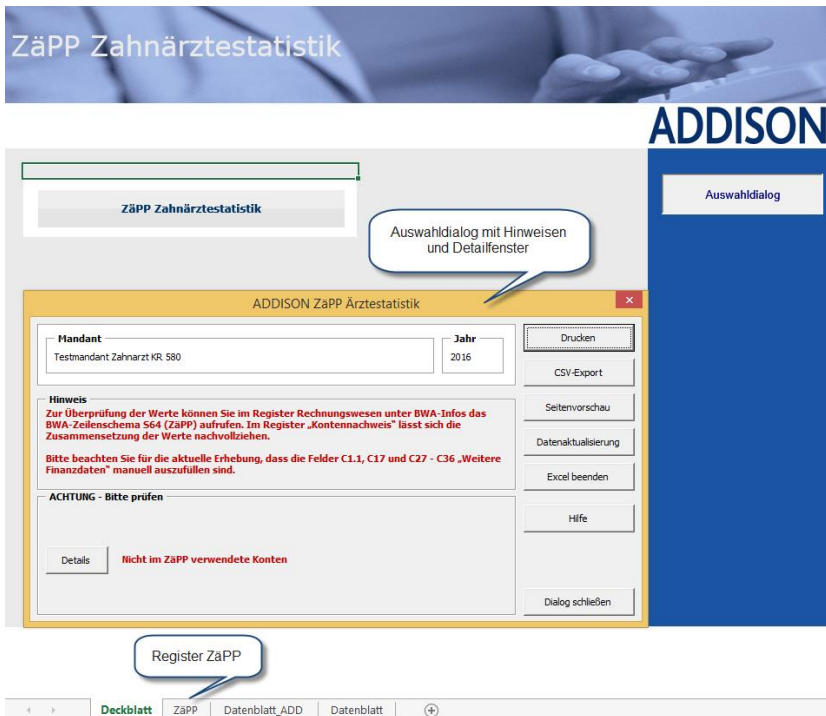 ZäPP Zahnärztestatistik
ADDISON
ZäPP Zahnärztestatistik
Auswahldialog
Auswahldialog mit Hinweisen
und Detailfenster
ADDISON ZäPP Ärztestatistik
Mandant
Testmandant Zahnarzt KR 580
Jahr
2016
Drucken
CSV-Export
Seitenvorschau
Datenaktualisierung
Excel beenden
Hilfe
Dialog schließen
Hinweis
Zur Überprüfung der Werte können Sie im Register Rechnungswesen unter BWA-Infos das
BWA-Zeilenschema S64 (ZäPP) aufrufen. Im Register „Kontennachweis" lässt sich die
Zusammensetzung der Werte nachvollziehen.
Bitte beachten Sie für die aktuelle Erhebung, dass die Felder C1.1, C17 und C27 - C36 „Weitere
Finanzdaten" manuell auszufüllen sind.
ACHTUNG - Bitte prüfen
Details
Nicht im ZäPP verwendete Konten
Register ZäPP
Deckblatt
ZäPP
Datenblatt_ADD
Datenblatt